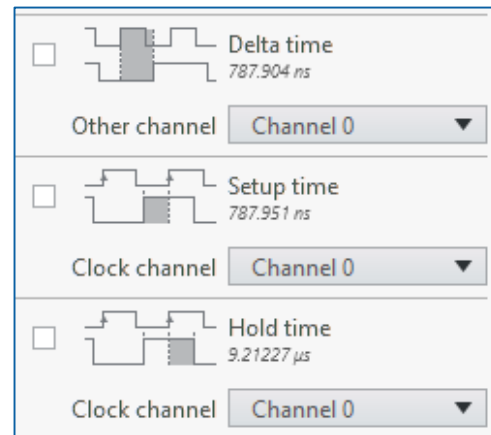 Delta time
787.904 ns
Other channel Channel 0
Setup time
787.951 ns
Clock channel Channel 0
Hold time
9.21227 µs
Clock channel Channel 0